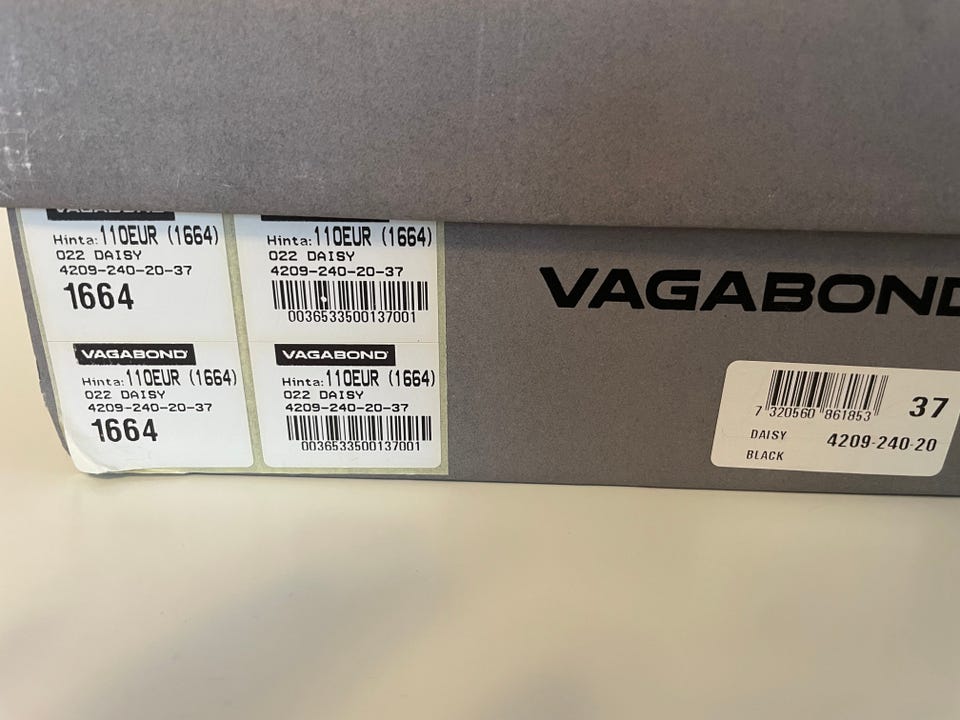 VAGABOND
Hinta: 110EUR (1664)
022 DAISY
4209-240-20-37
1664
Hinta: 110EUR (1664)
022 DAISY
4209-240-20-37
0036533500137001
VAGABOND
Hinta: 110EUR (1664)
022 DAISY
4209-240-20-37
1664
VAGABOND
Hinta: 110EUR (1664)
022 DAISY
4209-240-20-37
0036533500137001
VAGABOND
7 320560 861853
37
DAISY 4209-240-20
BLACK